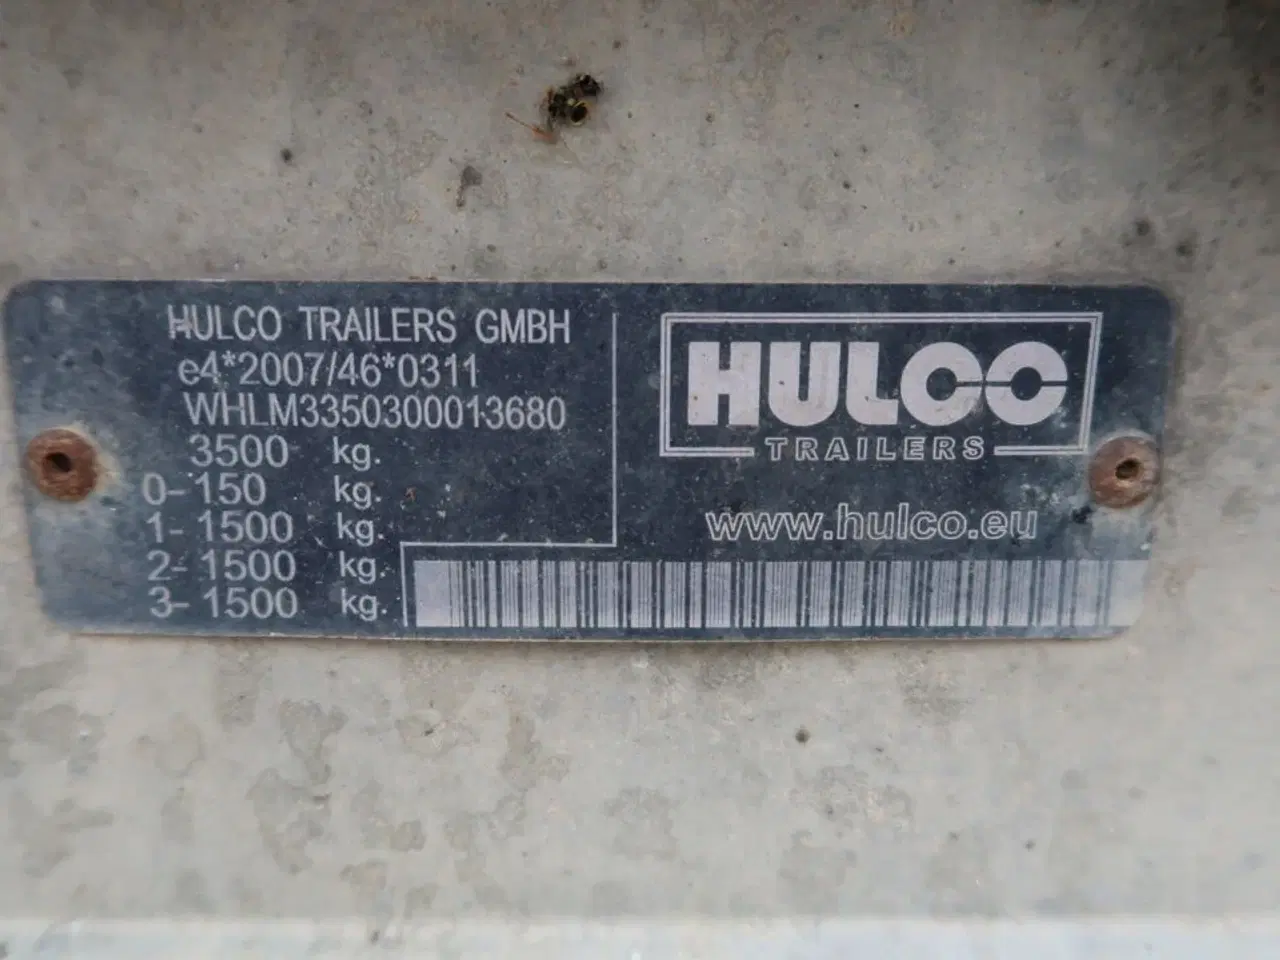 HULCO TRAILERS GMBH
e4*2007/46*0311
WHLM3350300013680
3500 kg.
0- 150 kg.
1- 1500 kg.
2- 1500 kg.
3- 1500 kg.
HULCO
TRAILERS
www.hulco.eu